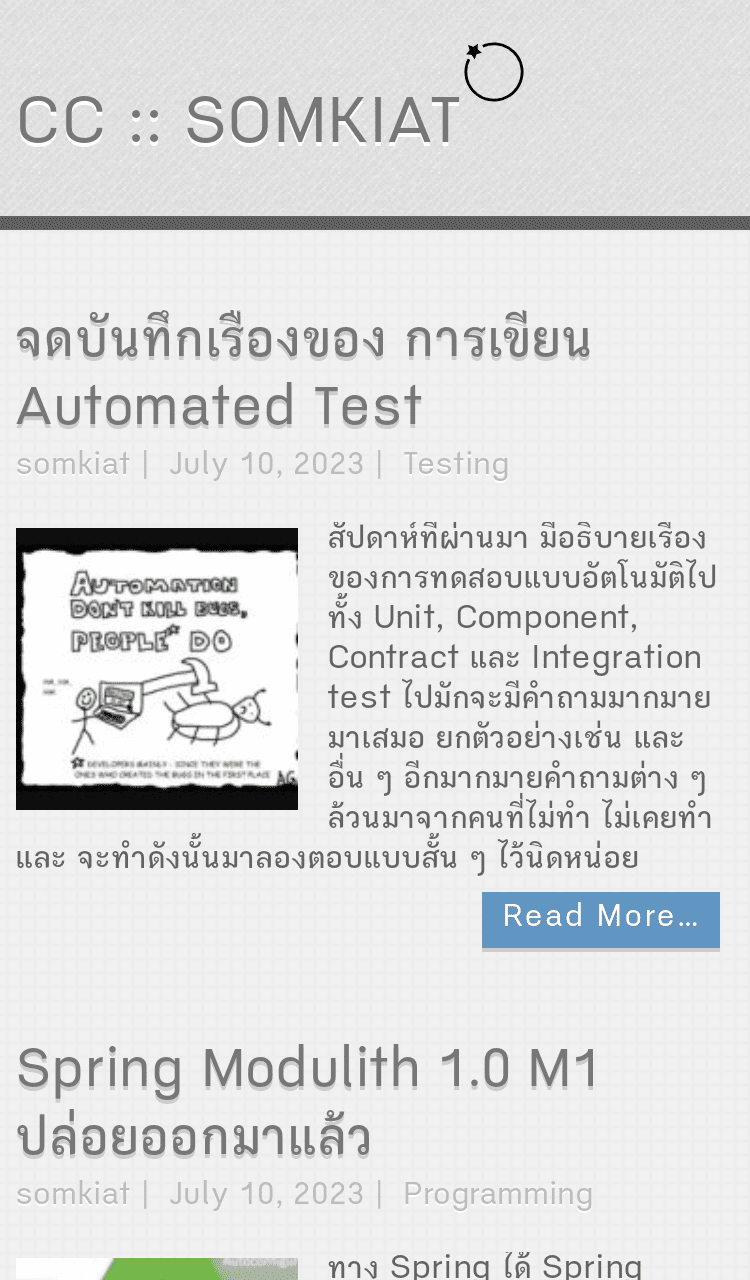 CC :: SOMKIAT
จดบันทึกเรื่องของ การเขียน
Automated Test
somkiat | July 10, 2023 | Testing
AUTOMATION
DON'T KILL BUGS,
PEOPLE* DO
* DEVELOPERS MAINLY - SINCE THEY WERE THE
ONES WHO CREATED THE BUGS IN THE FIRST PLACE
AG
สัปดาห์ที่ผ่านมา มีอธิบายเรื่อง
ของการทดสอบแบบอัตโนมัติไป
ทั้ง Unit, Component,
Contract และ Integration
test ไปมักจะมีคำถามมากมาย
มาเสมอ ยกตัวอย่างเช่น และ
อื่น ๆ อีกมากมายคำถามต่าง ๆ
ล้วนมาจากคนที่ไม่ทำ ไม่เคยทำ
และ จะทำดังนั้นมาลองตอบแบบสั้น ๆ ไว้นิดหน่อย
Read More...
Spring Modulith 1.0 M1
ปล่อยออกมาแล้ว
somkiat | July 10, 2023 | Programming
ทาง Spring ได้ Spring